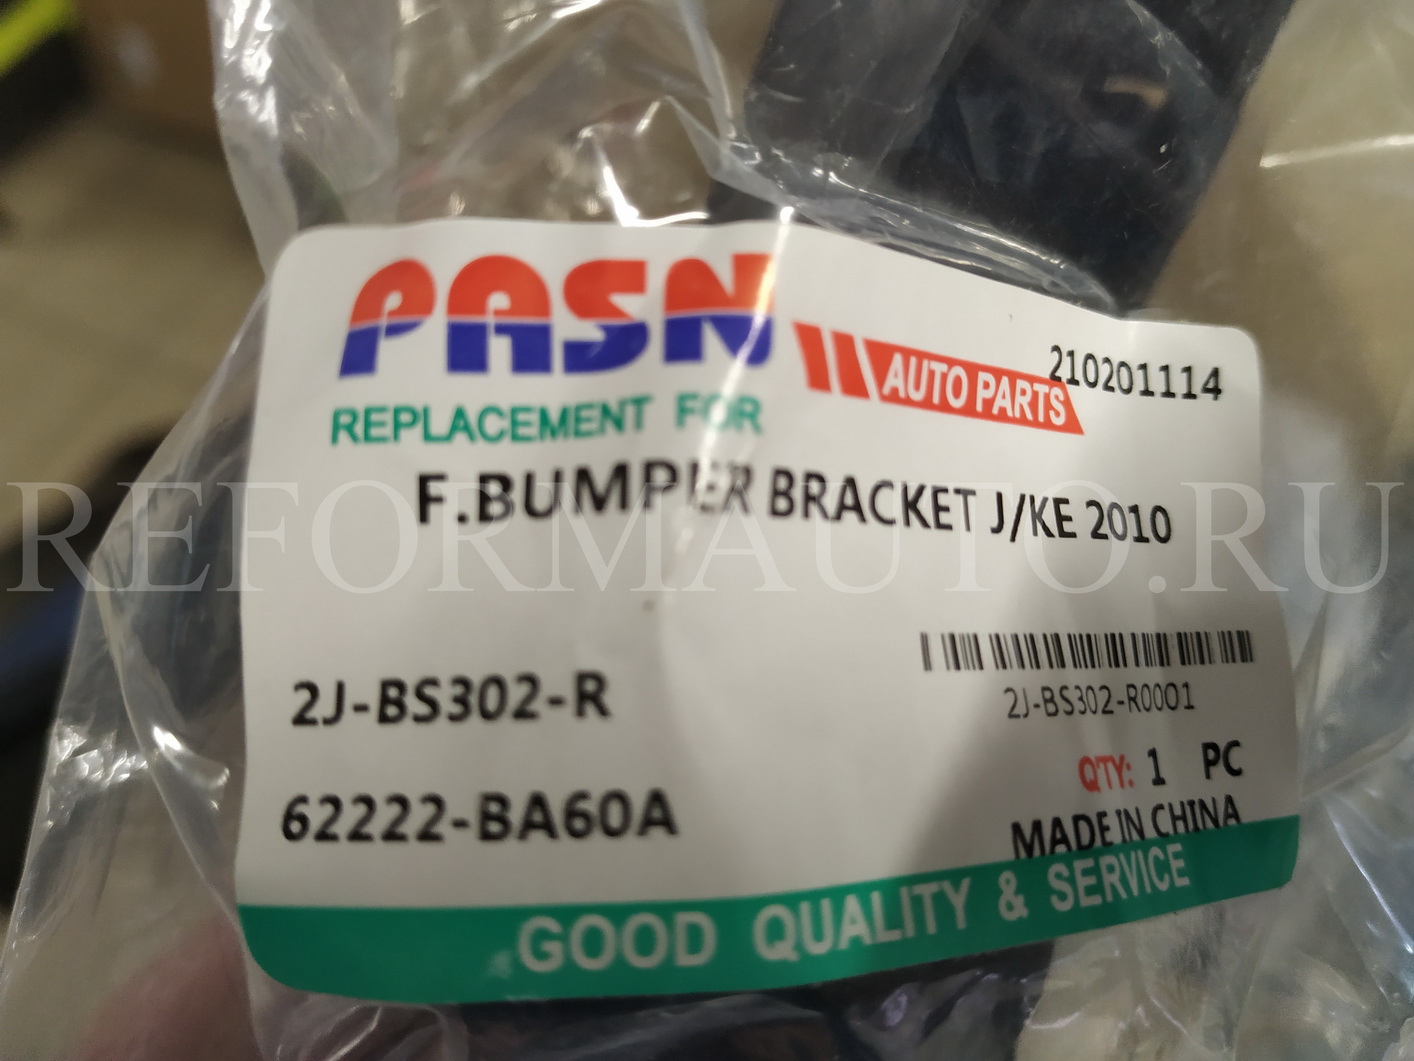 PASN
AUTO PARTS
210201114
REPLACEMENT FOR
F.BUMPER BRACKET J/KE 2010
REFORMAUTO.RU
2J-BS302-R
2J-BS302-R0001
62222-BA60A
Q'TY: 1 PC
MADE IN CHINA
GOOD QUALITY & SERVICE